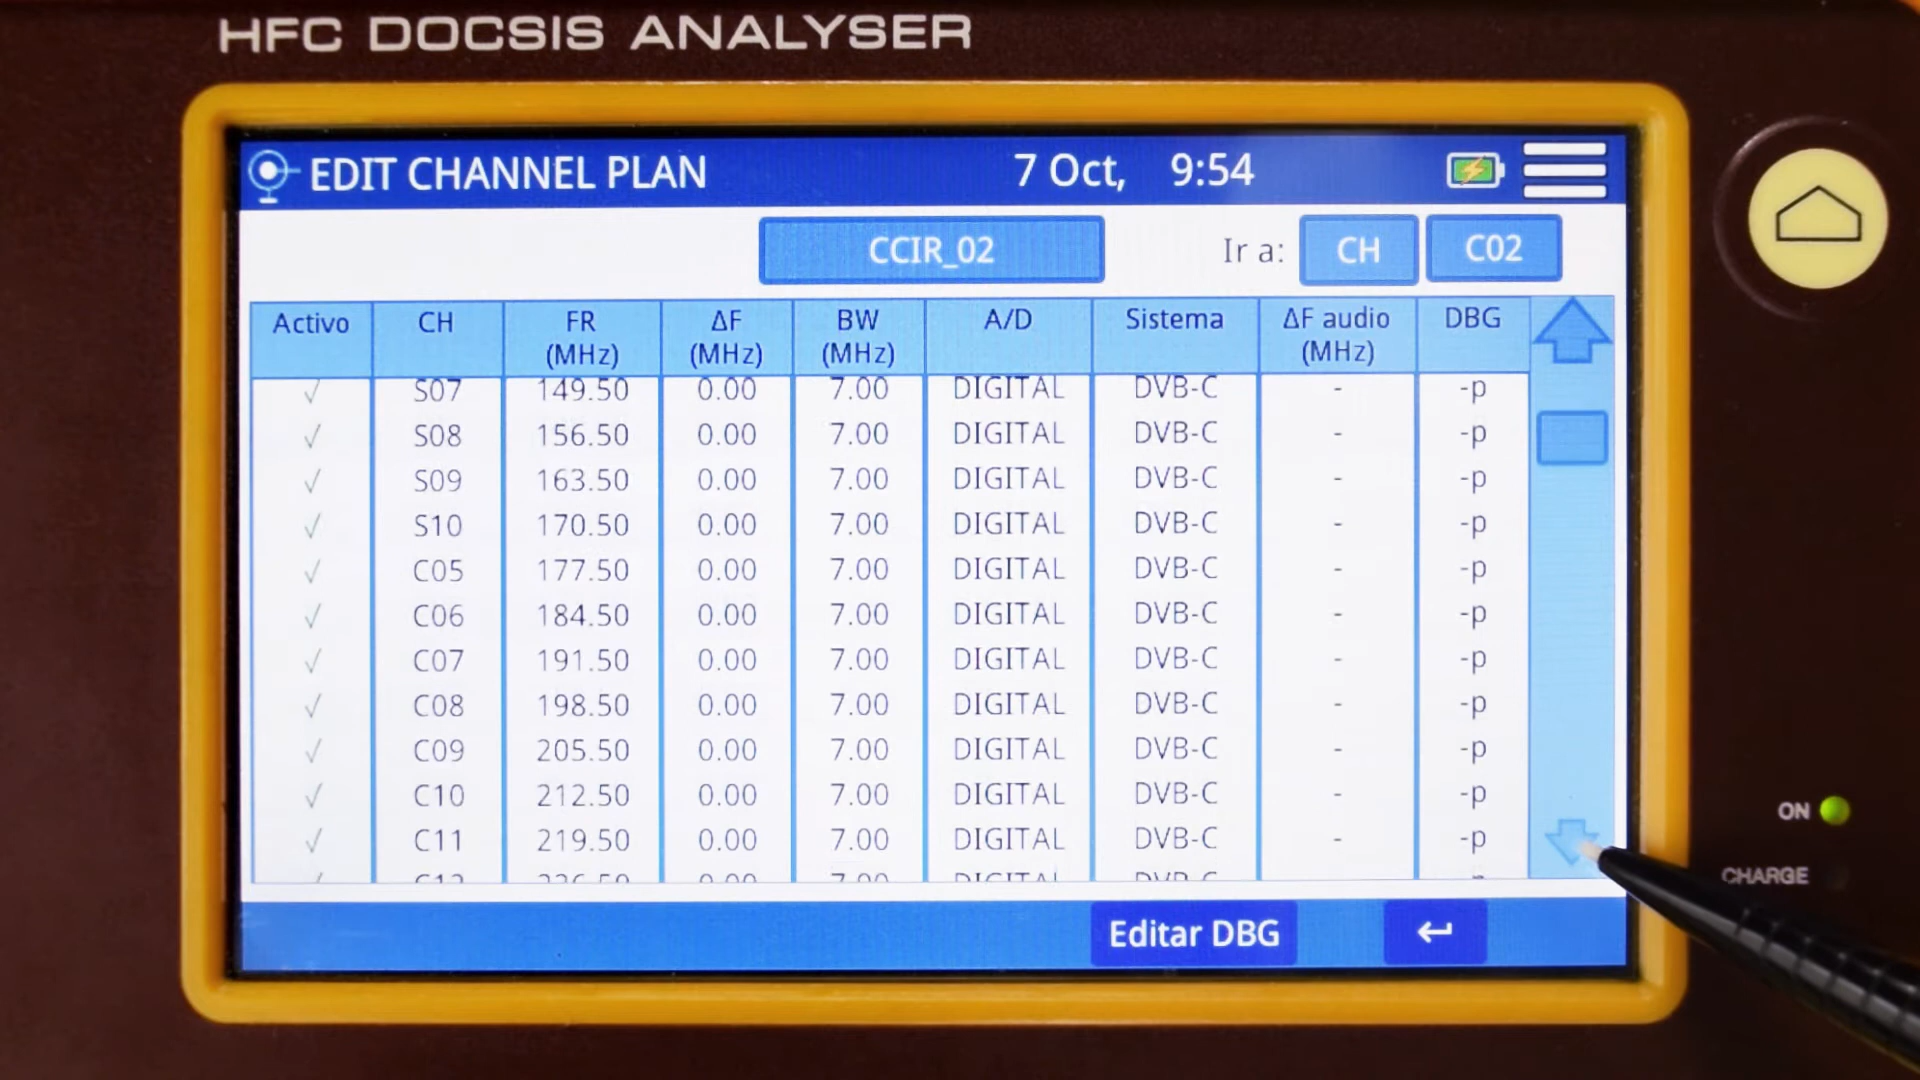 HFC DOCSIS ANALYSER
EDIT CHANNEL PLAN 7 Oct, 9:54
CCIR_02 Ir a: CH C02
Activo CH FR (MHz) ΔF (MHz) BW (MHz) A/D Sistema ΔF audio (MHz) DBG
√ S07 149.50 0.00 7.00 DIGITAL DVB-C - -p
√ S08 156.50 0.00 7.00 DIGITAL DVB-C - -p
√ S09 163.50 0.00 7.00 DIGITAL DVB-C - -p
√ S10 170.50 0.00 7.00 DIGITAL DVB-C - -p
√ C05 177.50 0.00 7.00 DIGITAL DVB-C - -p
√ C06 184.50 0.00 7.00 DIGITAL DVB-C - -p
√ C07 191.50 0.00 7.00 DIGITAL DVB-C - -p
√ C08 198.50 0.00 7.00 DIGITAL DVB-C - -p
√ C09 205.50 0.00 7.00 DIGITAL DVB-C - -p
√ C10 212.50 0.00 7.00 DIGITAL DVB-C - -p
√ C11 219.50 0.00 7.00 DIGITAL DVB-C - -p
ON
CHARGE
Editar DBG